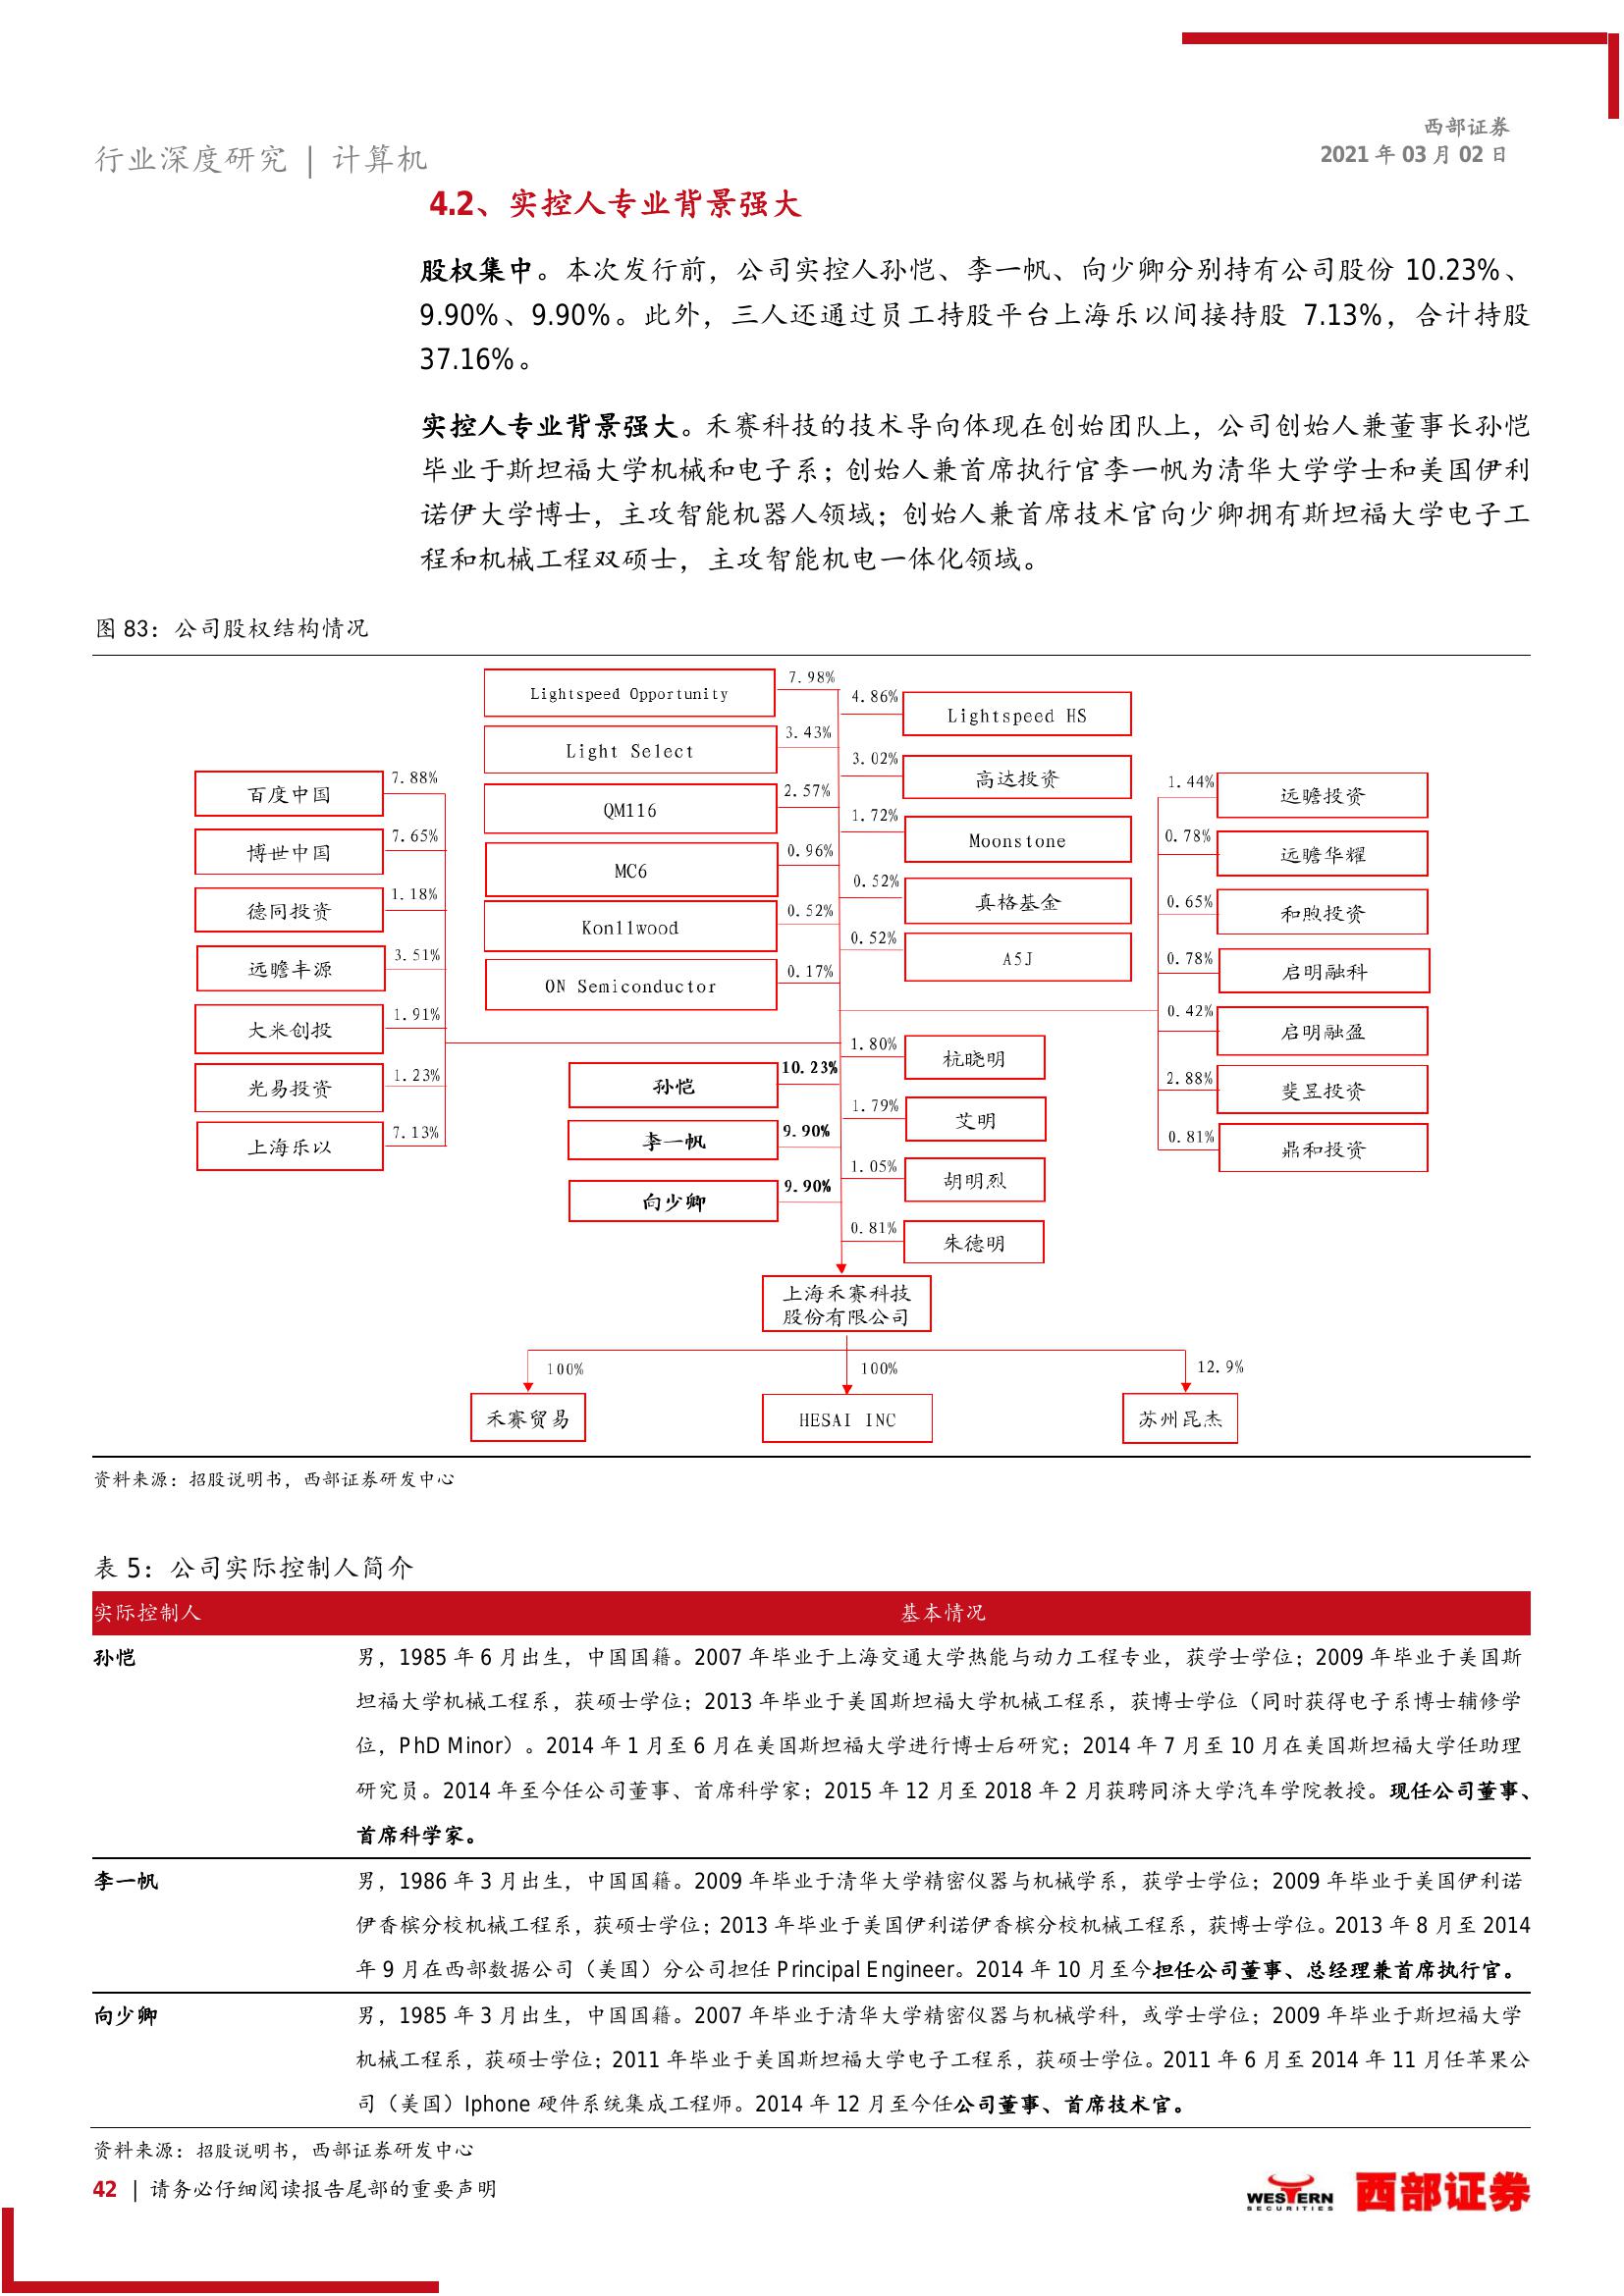 西部证券
2021 年 03 月 02 日
行业深度研究 | 计算机
4.2、实控人专业背景强大
股权集中。本次发行前，公司实控人孙恺、李一帆、向少卿分别持有公司股份 10.23%、
9.90%、9.90%。此外，三人还通过员工持股平台上海乐以间接持股 7.13%，合计持股
37.16%。
实控人专业背景强大。禾赛科技的技术导向体现在创始团队上，公司创始人兼董事长孙恺
毕业于斯坦福大学机械和电子系；创始人兼首席执行官李一帆为清华大学学士和美国伊利
诺伊大学博士，主攻智能机器人领域；创始人兼首席技术官向少卿拥有斯坦福大学电子工
程和机械工程双硕士，主攻智能机电一体化领域。
图 83：公司股权结构情况
百度中国 7.88%
博世中国 7.65%
德同投资 1.18%
远瞻丰源 3.51%
大米创投 1.91%
光易投资 1.23%
上海乐以 7.13%
Lightspeed Opportunity 7.98%
Light Select 3.43%
QM116 2.57%
MC6 0.96%
Konllwood 0.52%
ON Semiconductor 0.17%
孙恺 10.23%
李一帆 9.90%
向少卿 9.90%
4.86% Lightspeed HS
3.02% 高达投资
1.72% Moonstone
0.52% 真格基金
0.52% A5J
1.80% 杭晓明
1.79% 艾明
1.05% 胡明烈
0.81% 朱德明
1.44% 远瞻投资
0.78% 远瞻华耀
0.65% 和煦投资
0.78% 启明融科
0.42% 启明融盈
2.88% 斐昱投资
0.81% 鼎和投资
上海禾赛科技
股份有限公司
100% 100% 12.9%
禾赛贸易 HESAI INC 苏州昆杰
资料来源：招股说明书，西部证券研发中心
表 5：公司实际控制人简介
实际控制人 基本情况
孙恺 男，1985 年 6 月出生，中国国籍。2007 年毕业于上海交通大学热能与动力工程专业，获学士学位；2009 年毕业于美国斯
坦福大学机械工程系，获硕士学位；2013 年毕业于美国斯坦福大学机械工程系，获博士学位（同时获得电子系博士辅修学
位，PhD Minor）。2014 年 1 月至 6 月在美国斯坦福大学进行博士后研究；2014 年 7 月至 10 月在美国斯坦福大学任助理
研究员。2014 年至今任公司董事、首席科学家；2015 年 12 月至 2018 年 2 月获聘同济大学汽车学院教授。现任公司董事、
首席科学家。
李一帆 男，1986 年 3 月出生，中国国籍。2009 年毕业于清华大学精密仪器与机械学系，获学士学位；2009 年毕业于美国伊利诺
伊香槟分校机械工程系，获硕士学位；2013 年毕业于美国伊利诺伊香槟分校机械工程系，获博士学位。2013 年 8 月至 2014
年 9 月在西部数据公司（美国）分公司担任 Principal Engineer。2014 年 10 月至今担任公司董事、总经理兼首席执行官。
向少卿 男，1985 年 3 月出生，中国国籍。2007 年毕业于清华大学精密仪器与机械学科，或学士学位；2009 年毕业于斯坦福大学
机械工程系，获硕士学位；2011 年毕业于美国斯坦福大学电子工程系，获硕士学位。2011 年 6 月至 2014 年 11 月任苹果公
司（美国）Iphone 硬件系统集成工程师。2014 年 12 月至今任公司董事、首席技术官。
资料来源：招股说明书，西部证券研发中心
42 | 请务必仔细阅读报告尾部的重要声明
WESTERN
SECURITIES
西部证券